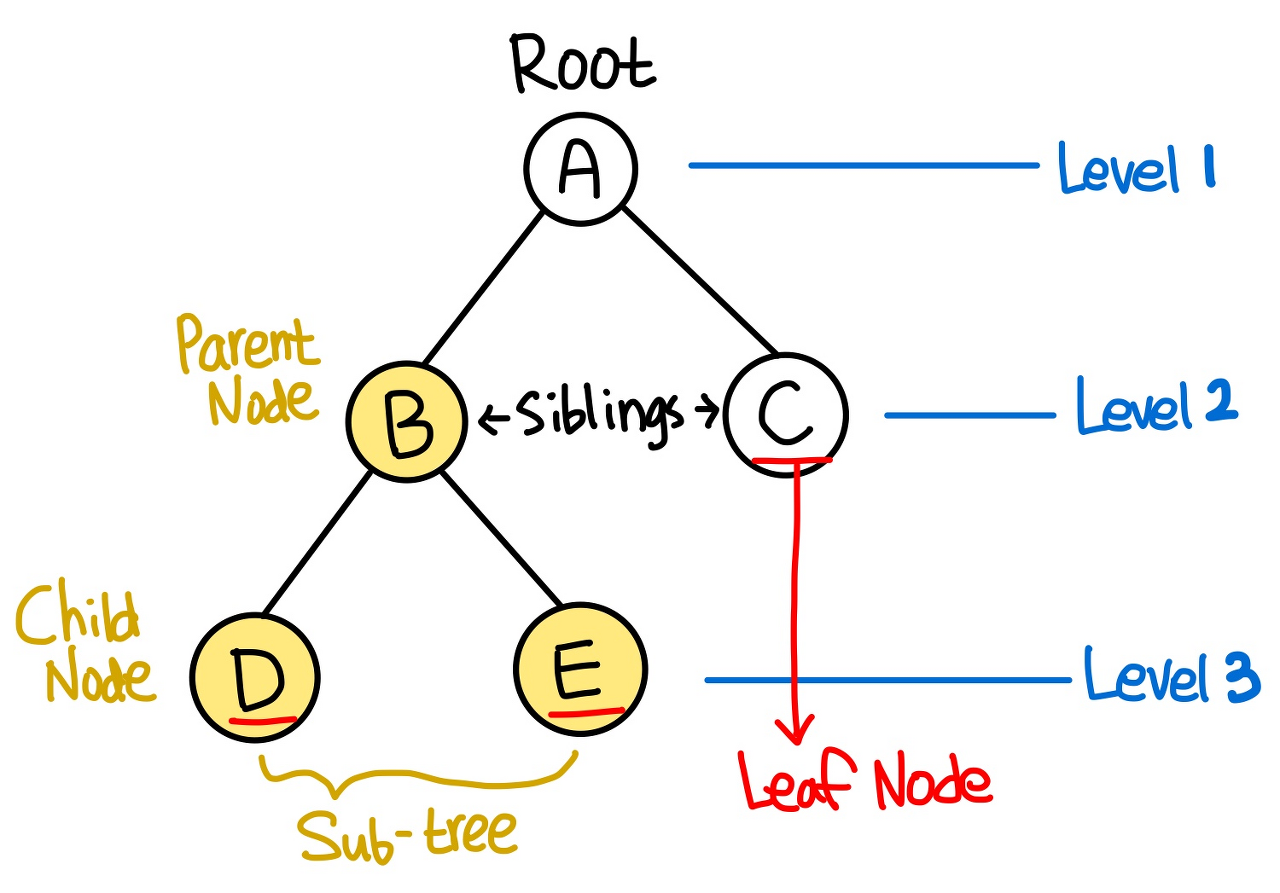 Root
A
Level 1
Parent
Node
B
←Siblings→
C
Level 2
Child
Node
D
E
Level 3
Leaf Node
Sub-tree